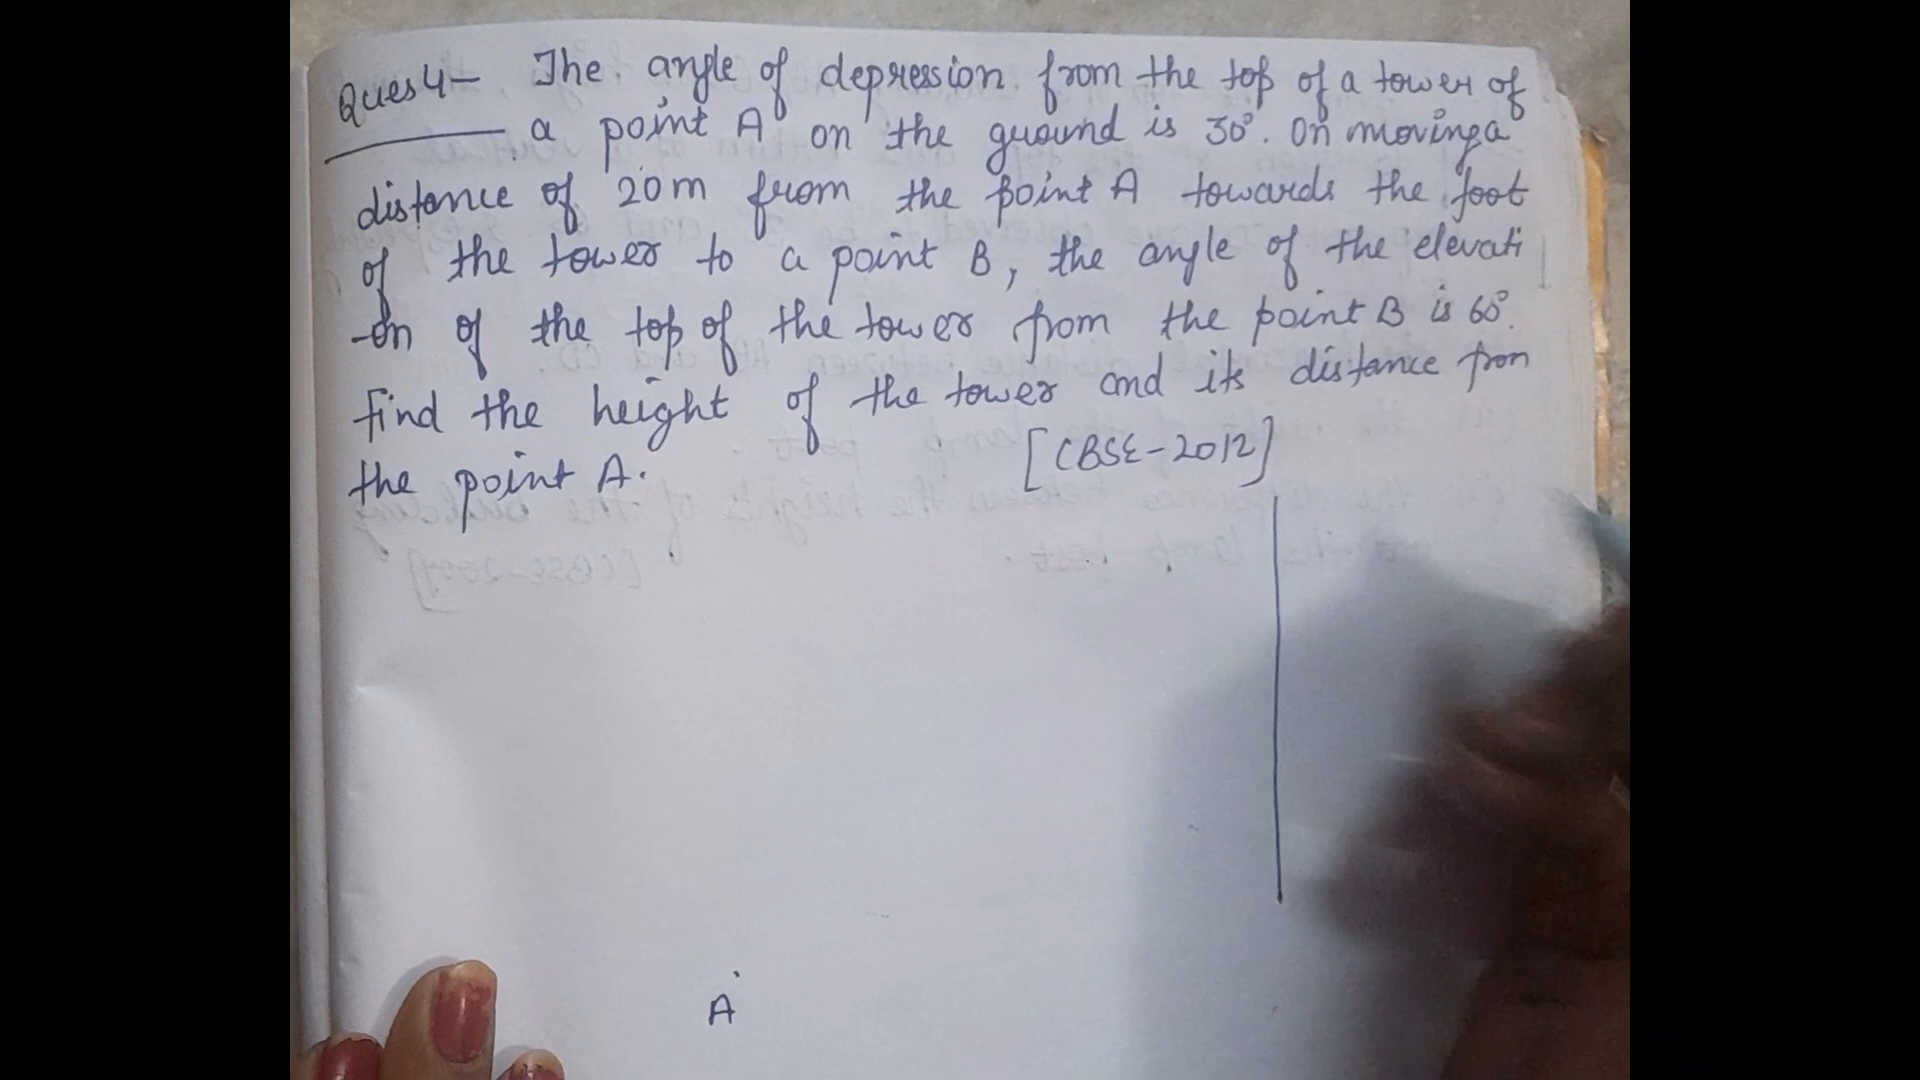 Ques 4- The angle of depression from the top of a tower of
a point A on the ground is 30°. On moving a
distance of 20m from the point A towards the foot
of the tower to a point B, the angle of the elevati
-on of the top of the tower from the point B is 60°.
find the height of the tower and its distance from
the point A. [CBSE-2012]
A